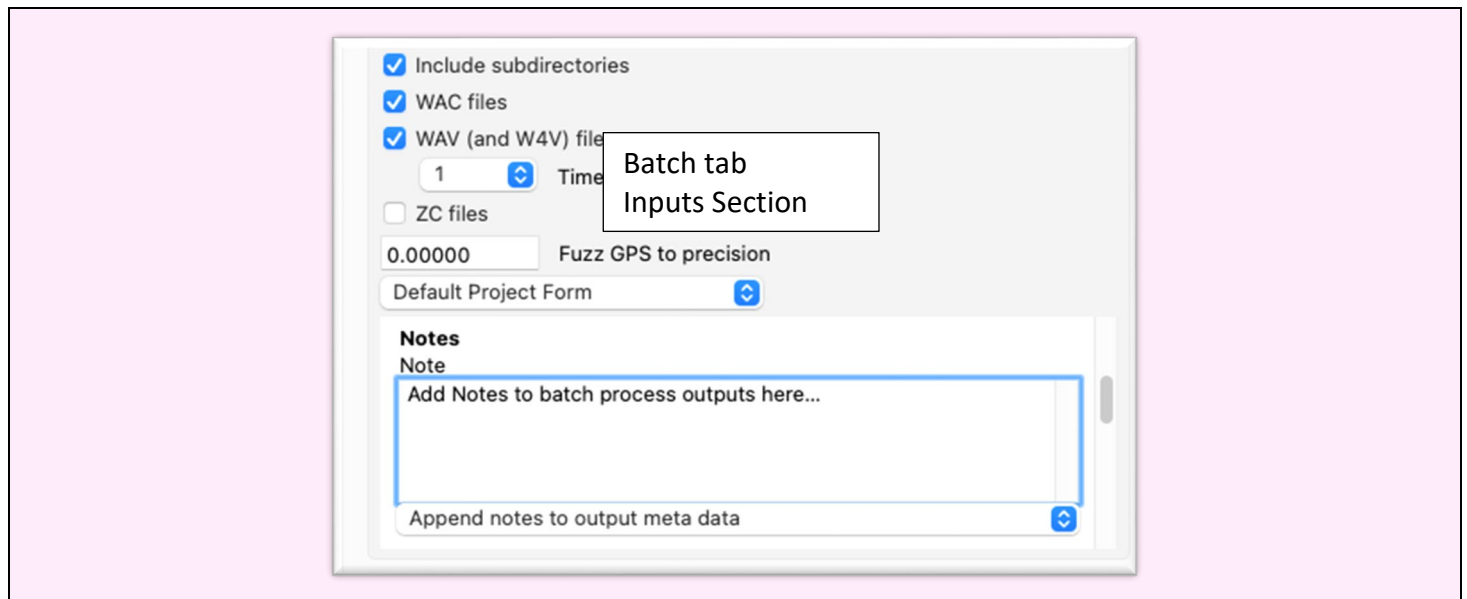 Include subdirectories
WAC files
WAV (and W4V) file
1 Time
Batch tab
Inputs Section
ZC files
0.00000 Fuzz GPS to precision
Default Project Form
Notes
Note
Add Notes to batch process outputs here...
Append notes to output meta data